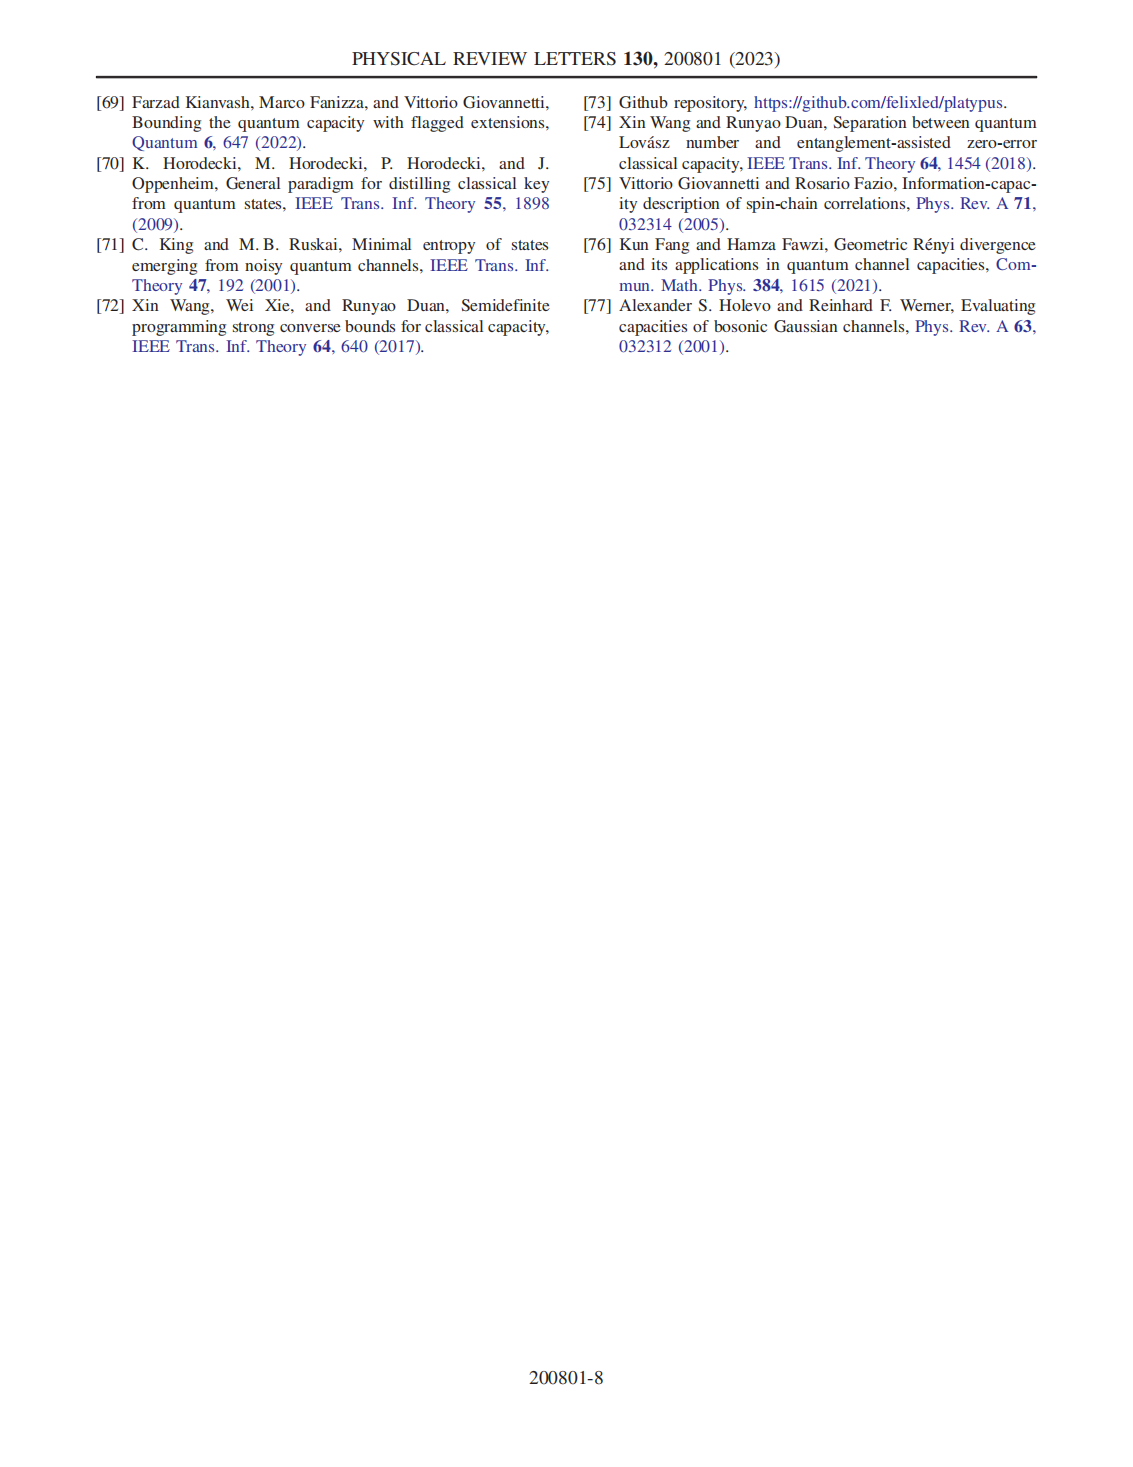 PHYSICAL REVIEW LETTERS 130, 200801 (2023)
[69] Farzad Kianvash, Marco Fanizza, and Vittorio Giovannetti,
Bounding the quantum capacity with flagged extensions,
Quantum 6, 647 (2022).
[70] K. Horodecki, M. Horodecki, P. Horodecki, and J.
Oppenheim, General paradigm for distilling classical key
from quantum states, IEEE Trans. Inf. Theory 55, 1898
(2009).
[71] C. King and M. B. Ruskai, Minimal entropy of states
emerging from noisy quantum channels, IEEE Trans. Inf.
Theory 47, 192 (2001).
[72] Xin Wang, Wei Xie, and Runyao Duan, Semidefinite
programming strong converse bounds for classical capacity,
IEEE Trans. Inf. Theory 64, 640 (2017).
[73] Github repository, https://github.com/felixled/platypus.
[74] Xin Wang and Runyao Duan, Separation between quantum
Lovász number and entanglement-assisted zero-error
classical capacity, IEEE Trans. Inf. Theory 64, 1454 (2018).
[75] Vittorio Giovannetti and Rosario Fazio, Information-capac-
ity description of spin-chain correlations, Phys. Rev. A 71,
032314 (2005).
[76] Kun Fang and Hamza Fawzi, Geometric Rényi divergence
and its applications in quantum channel capacities, Com-
mun. Math. Phys. 384, 1615 (2021).
[77] Alexander S. Holevo and Reinhard F. Werner, Evaluating
capacities of bosonic Gaussian channels, Phys. Rev. A 63,
032312 (2001).
200801-8